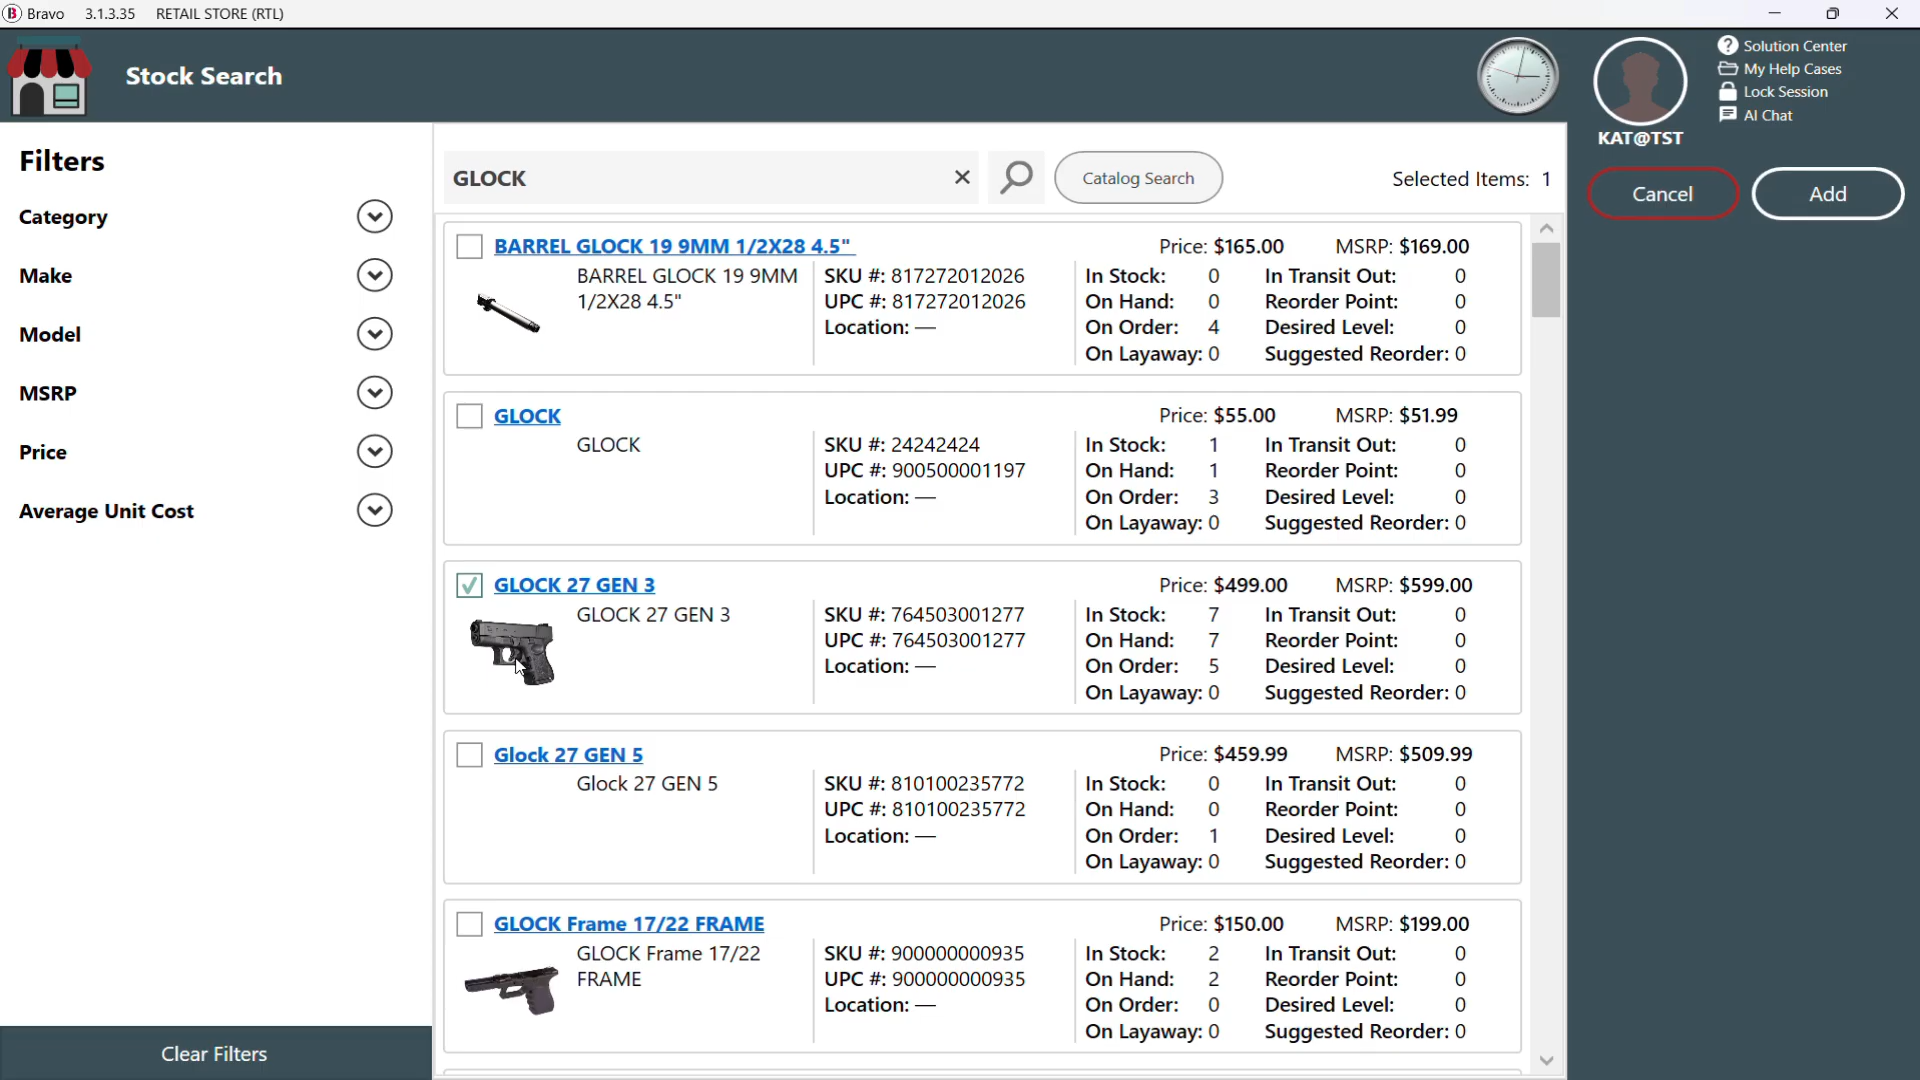 Bravo 3.1.3.35 RETAIL STORE (RTL)
Stock Search
KAT@TST
Solution Center
My Help Cases
Lock Session
AI Chat
Cancel
Add
Filters
Category
Make
Model
MSRP
Price
Average Unit Cost
Clear Filters
GLOCK
Catalog Search
Selected Items: 1
BARREL GLOCK 19 9MM 1/2X28 4.5" Price: $165.00 MSRP: $169.00
BARREL GLOCK 19 9MM SKU #: 817272012026 In Stock: 0 In Transit Out: 0
1/2X28 4.5" UPC #: 817272012026 On Hand: 0 Reorder Point: 0
Location: — On Order: 4 Desired Level: 0
On Layaway: 0 Suggested Reorder: 0
GLOCK Price: $55.00 MSRP: $51.99
GLOCK SKU #: 24242424 In Stock: 1 In Transit Out: 0
UPC #: 900500001197 On Hand: 1 Reorder Point: 0
Location: — On Order: 3 Desired Level: 0
On Layaway: 0 Suggested Reorder: 0
GLOCK 27 GEN 3 Price: $499.00 MSRP: $599.00
GLOCK 27 GEN 3 SKU #: 764503001277 In Stock: 7 In Transit Out: 0
UPC #: 764503001277 On Hand: 7 Reorder Point: 0
Location: — On Order: 5 Desired Level: 0
On Layaway: 0 Suggested Reorder: 0
Glock 27 GEN 5 Price: $459.99 MSRP: $509.99
Glock 27 GEN 5 SKU #: 810100235772 In Stock: 0 In Transit Out: 0
UPC #: 810100235772 On Hand: 0 Reorder Point: 0
Location: — On Order: 1 Desired Level: 0
On Layaway: 0 Suggested Reorder: 0
GLOCK Frame 17/22 FRAME Price: $150.00 MSRP: $199.00
GLOCK Frame 17/22 SKU #: 900000000935 In Stock: 2 In Transit Out: 0
FRAME UPC #: 900000000935 On Hand: 2 Reorder Point: 0
Location: — On Order: 0 Desired Level: 0
On Layaway: 0 Suggested Reorder: 0